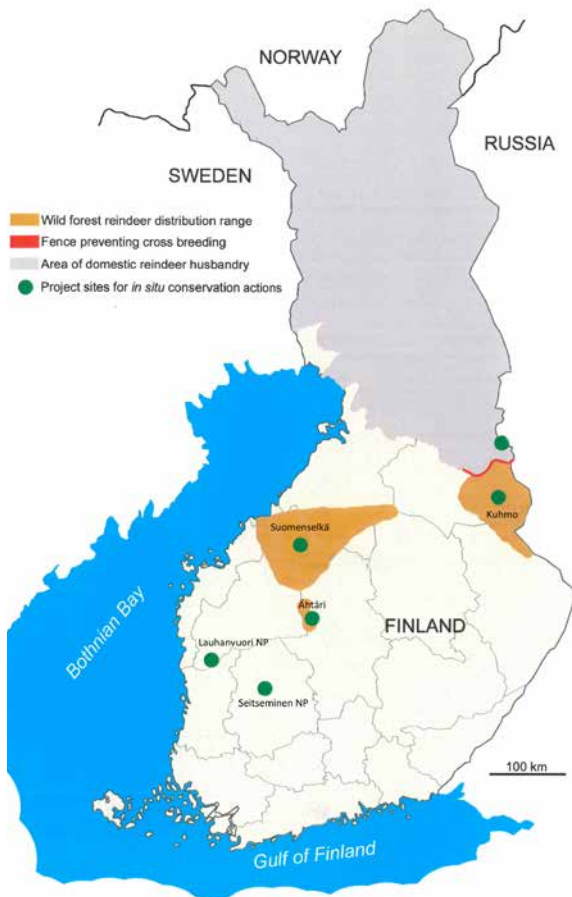 NORWAY
RUSSIA
SWEDEN
Wild forest reindeer distribution range
Fence preventing cross breeding
Area of domestic reindeer husbandry
Project sites for in situ conservation actions
Kuhmo
Suomenselkä
Ähtäri
FINLAND
Bothnian Bay
Lauhanvuori NP
Seitseminen NP
100 km
Gulf of Finland